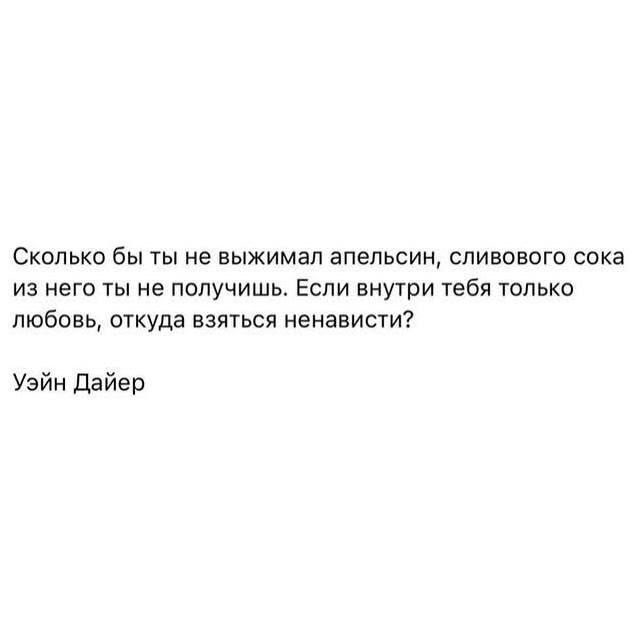 Сколько бы ты не выжимал апельсин, сливового сока
из него ты не получишь. Если внутри тебя только
любовь, откуда взяться ненависти?
Уэйн Дайер